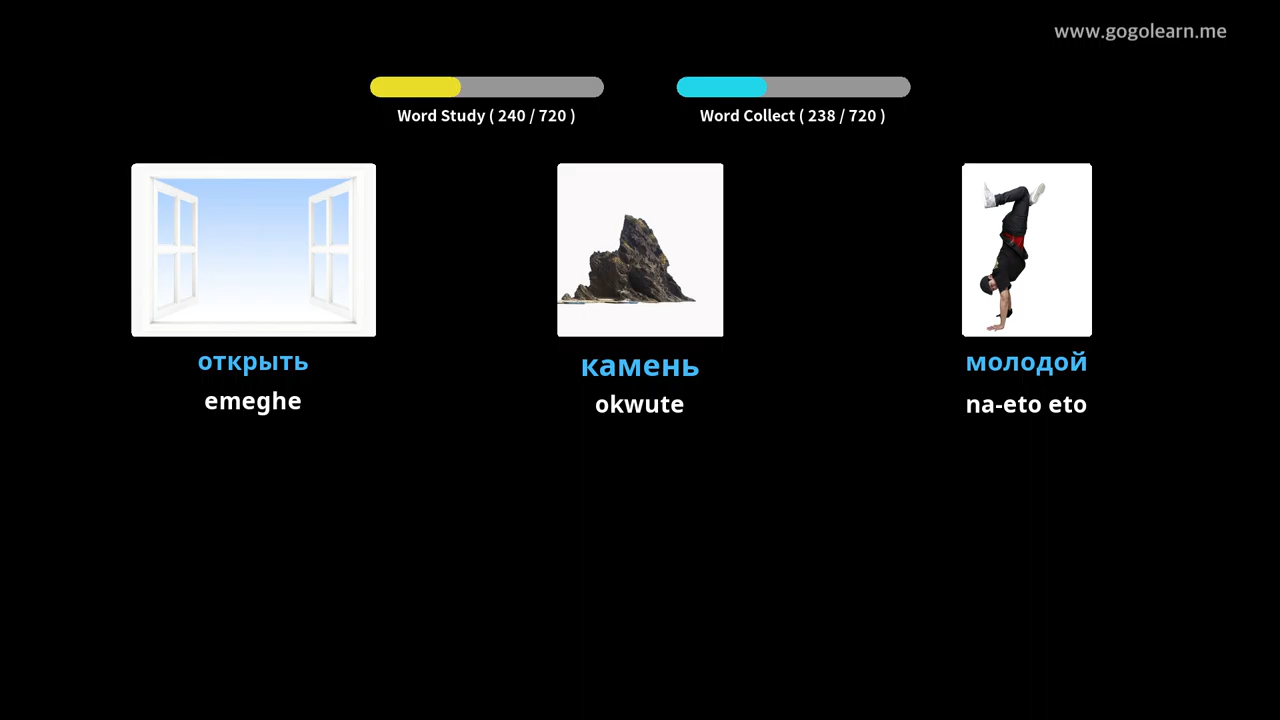 www.gogolearn.me
Word Study ( 240 / 720 )
Word Collect ( 238 / 720 )
открыть
emeghe
камень
okwute
молодой
na-eto eto